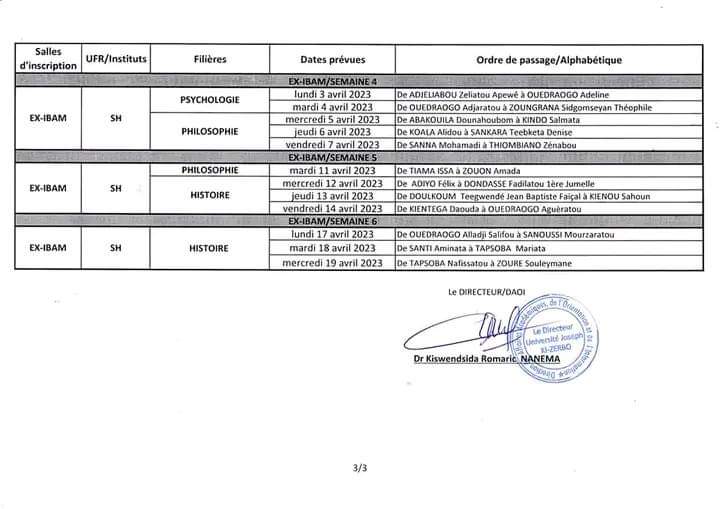 Salles d'inscription UFR/Instituts Filières Dates prévues Ordre de passage/Alphabétique
EX-IBAM/SEMAINE 4
EX-IBAM SH PSYCHOLOGIE lundi 3 avril 2023 De ADJELIABOU Zeliatou Apewé à OUEDRAOGO Adeline
mardi 4 avril 2023 De OUEDRAOGO Adjaratou à ZOUNGRANA Sidgomseyan Théophile
PHILOSOPHIE mercredi 5 avril 2023 De ABAKOUILA Dounahoubom à KINDO Salmata
jeudi 6 avril 2023 De KOALA Alidou à SANKARA Teebketa Denise
vendredi 7 avril 2023 De SANNA Mohamadi à THIOMBIANO Zénabou
EX-IBAM/SEMAINE 5
EX-IBAM SH PHILOSOPHIE mardi 11 avril 2023 De TIAMA ISSA à ZOUON Amada
HISTOIRE mercredi 12 avril 2023 De ADIYO Félix à DONDASSE Fadilatou 1ère Jumelle
jeudi 13 avril 2023 De DOULKOUM Teegwendé Jean Baptiste Faiçal à KIENOU Sahoun
vendredi 14 avril 2023 De KIENTEGA Daouda à OUEDRAOGO Aguèratou
EX-IBAM/SEMAINE 6
EX-IBAM SH HISTOIRE lundi 17 avril 2023 De OUEDRAOGO Alladji Salifou à SANOUSSI Mourzaratou
mardi 18 avril 2023 De SANTI Aminata à TAPSOBA Mariata
mercredi 19 avril 2023 De TAPSOBA Nafissatou à ZOURE Souleymane
Le DIRECTEUR/DAOI
Le Directeur
Université Joseph
KI-ZERBO
Dr Kiswendsida Romaric NANEMA
3/3